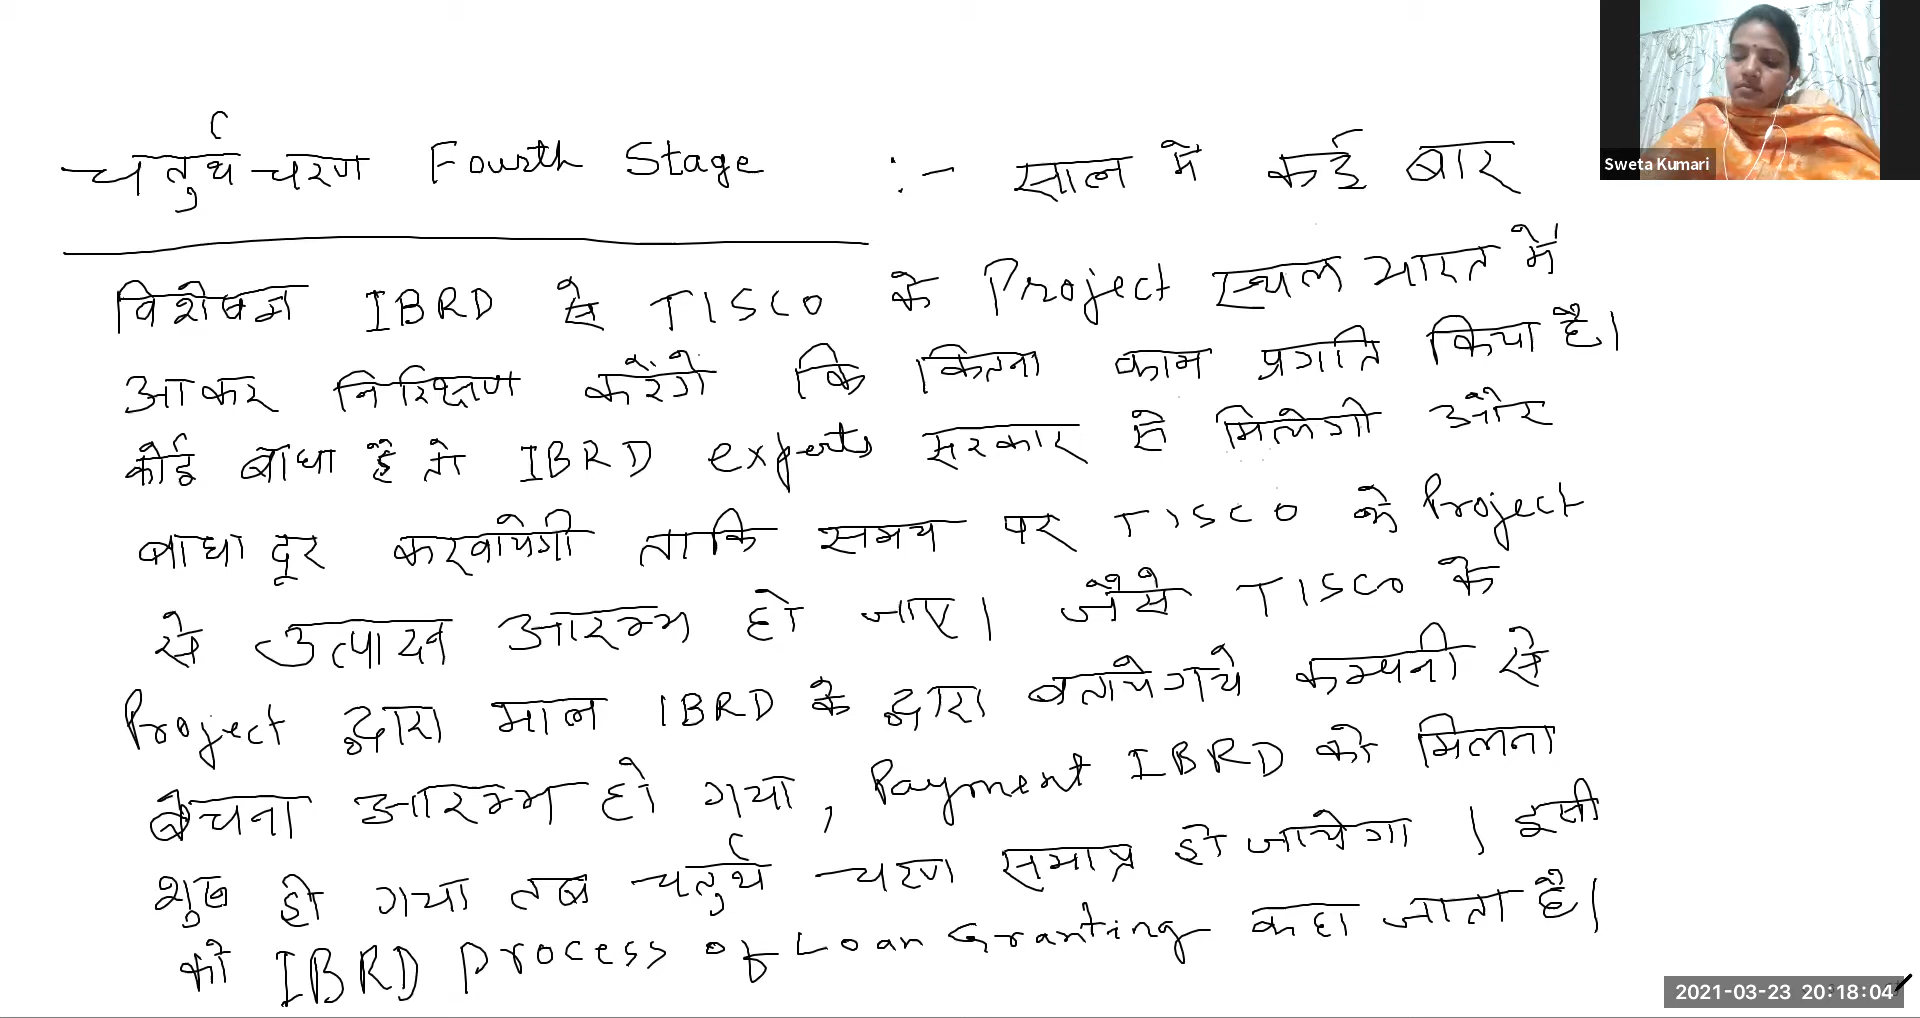 चतुर्थ चरण Fourth Stage :- साल में कई बार
विशेषज्ञ IBRD से TISCO के Project स्थल भारत में
आकर निरिक्षण करेंगे कि कितना काम प्रगति किया है।
कोई बाधा है तो IBRD experts सरकार से मिलेगी और
बाधा दूर करवायेगी ताकि समय पर TISCO के Project
से उत्पादन आरम्भ हो जाए। जैसे TISCO के
Project द्वारा माल IBRD के द्वारा बतायेगये कम्पनी से
बेचना आरम्भ हो गया, Payment IBRD को मिलना
शुरू हो गया तब चतुर्थ चरण समाप्त हो जायेगा। इसी
को IBRD Process of Loan Granting कहा जाता है।
Sweta Kumari
2021-03-23 20:18:04